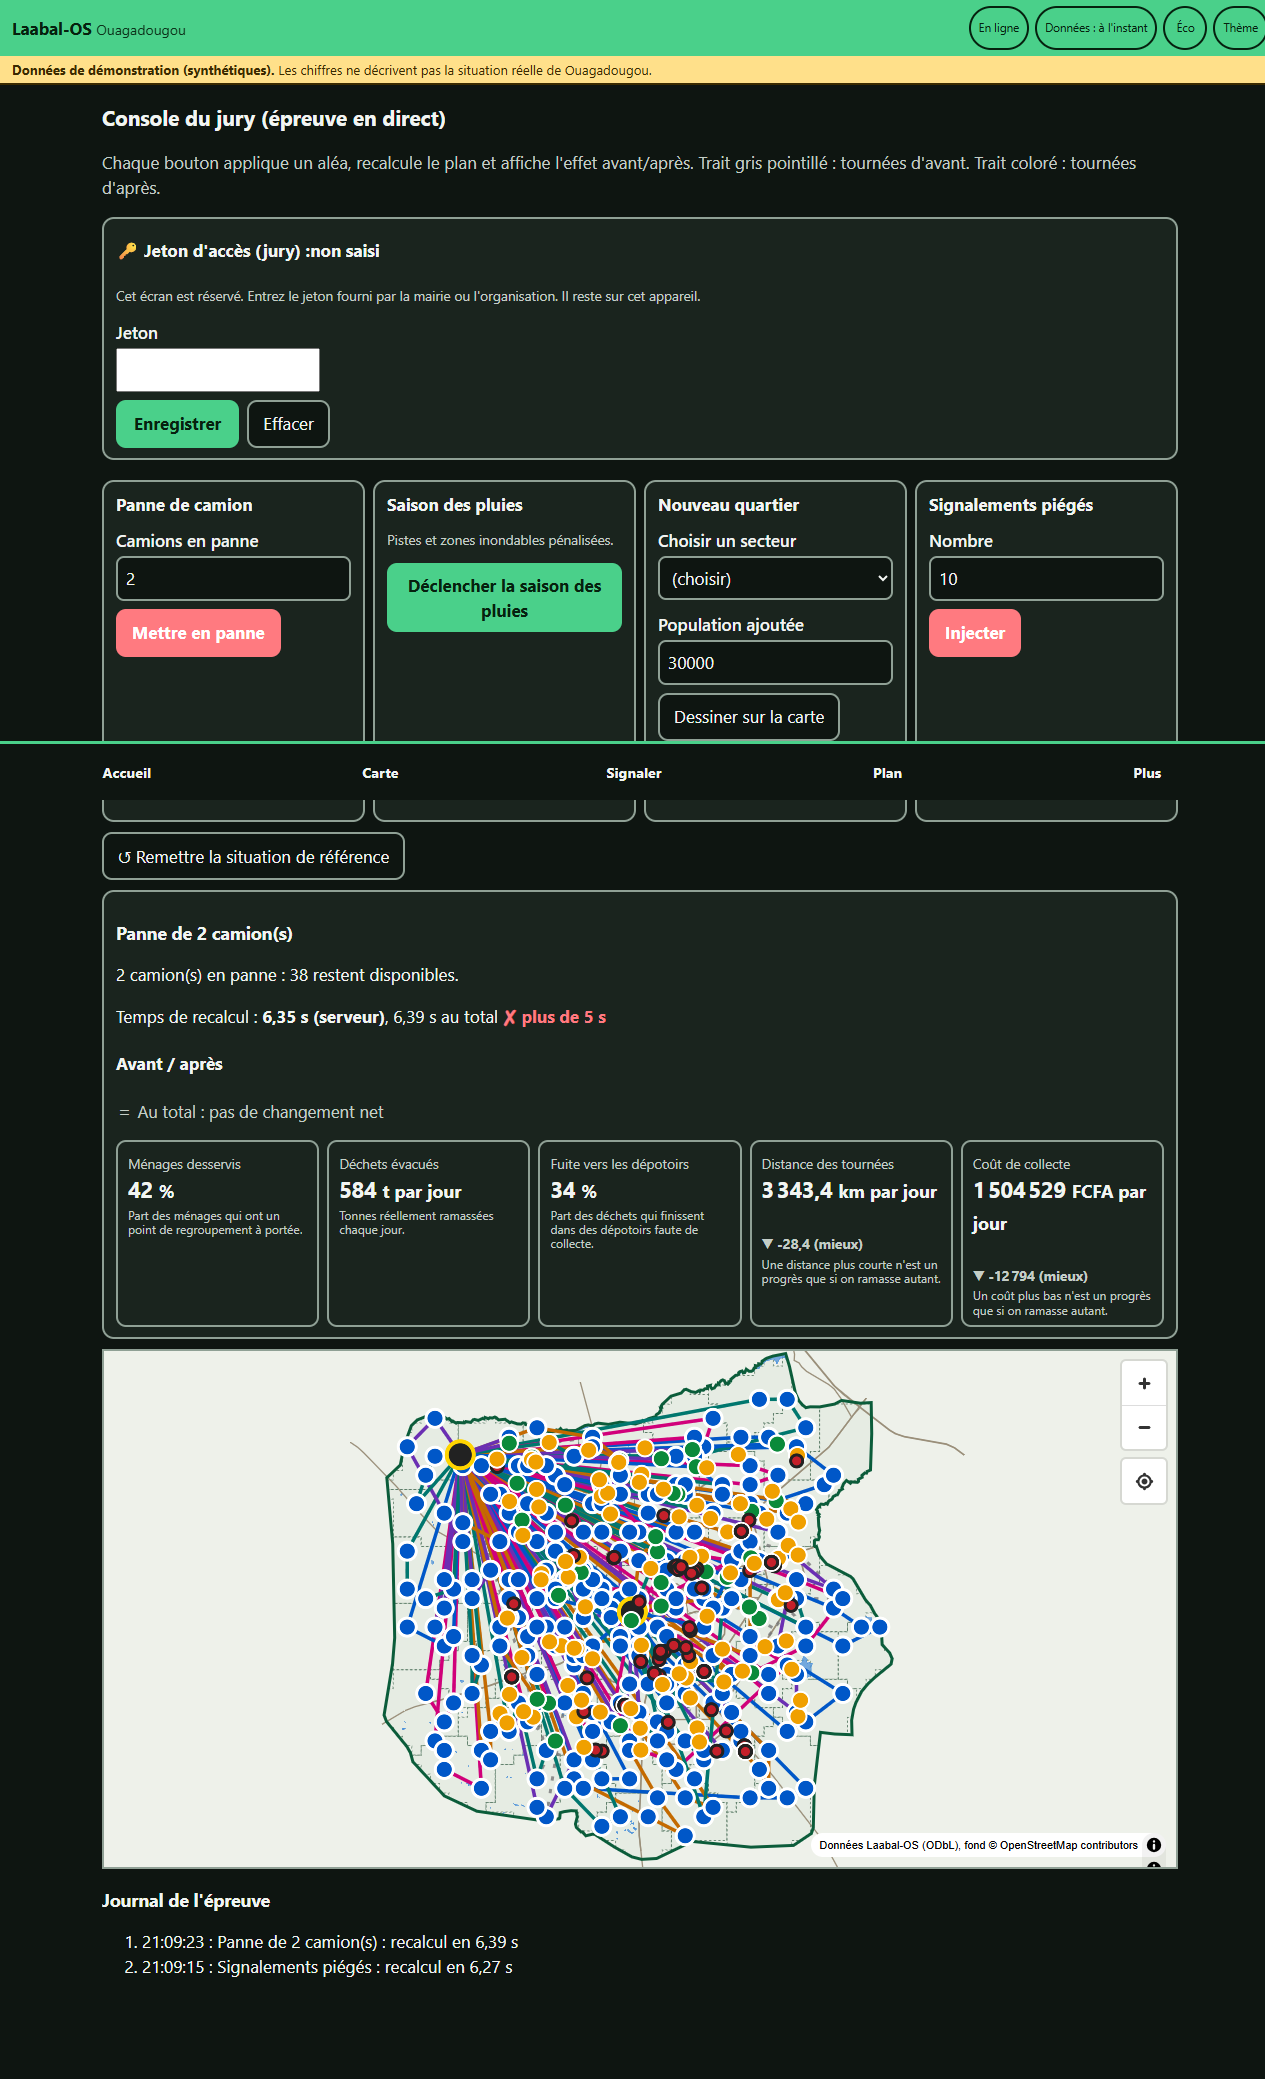 Laabal-OS Ouagadougou
En ligne
Données : à l'instant
Éco
Thème
Données de démonstration (synthétiques). Les chiffres ne décrivent pas la situation réelle de Ouagadougou.
Console du jury (épreuve en direct)
Chaque bouton applique un aléa, recalcule le plan et affiche l'effet avant/après. Trait gris pointillé : tournées d'avant. Trait coloré : tournées
d'après.
🔑 Jeton d'accès (jury) :non saisi
Cet écran est réservé. Entrez le jeton fourni par la mairie ou l'organisation. Il reste sur cet appareil.
Jeton
Enregistrer
Effacer
Panne de camion
Camions en panne
2
Mettre en panne
Saison des pluies
Pistes et zones inondables pénalisées.
Déclencher la saison des
pluies
Nouveau quartier
Choisir un secteur
(choisir)
Population ajoutée
30000
Dessiner sur la carte
Signalements piégés
Nombre
10
Injecter
Accueil
Carte
Signaler
Plan
Plus
↺ Remettre la situation de référence
Panne de 2 camion(s)
2 camion(s) en panne : 38 restent disponibles.
Temps de recalcul : 6,35 s (serveur), 6,39 s au total ✘ plus de 5 s
Avant / après
= Au total : pas de changement net
Ménages desservis
42 %
Part des ménages qui ont un
point de regroupement à portée.
Déchets évacués
584 t par jour
Tonnes réellement ramassées
chaque jour.
Fuite vers les dépotoirs
34 %
Part des déchets qui finissent
dans des dépotoirs faute de
collecte.
Distance des tournées
3 343,4 km par jour
▼ -28,4 (mieux)
Une distance plus courte n'est un
progrès que si on ramasse autant.
Coût de collecte
1 504 529 FCFA par
jour
▼ -12 794 (mieux)
Un coût plus bas n'est un progrès
que si on ramasse autant.
Données Laabal-OS (ODbL), fond © OpenStreetMap contributors
Journal de l'épreuve
1. 21:09:23 : Panne de 2 camion(s) : recalcul en 6,39 s
2. 21:09:15 : Signalements piégés : recalcul en 6,27 s